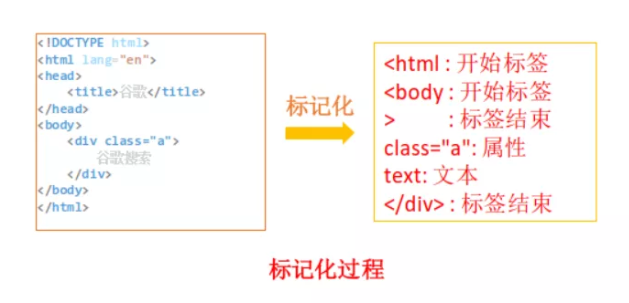 <!DOCTYPE html>
<html lang="en">
<head>
<title>谷歌</title>
</head>
<body>
<div class="a">
谷歌搜索
</div>
</body>
</html>
标记化
<html : 开始标签
<body : 开始标签
> : 标签结束
class="a": 属性
text: 文本
</div> : 标签结束
标记化过程